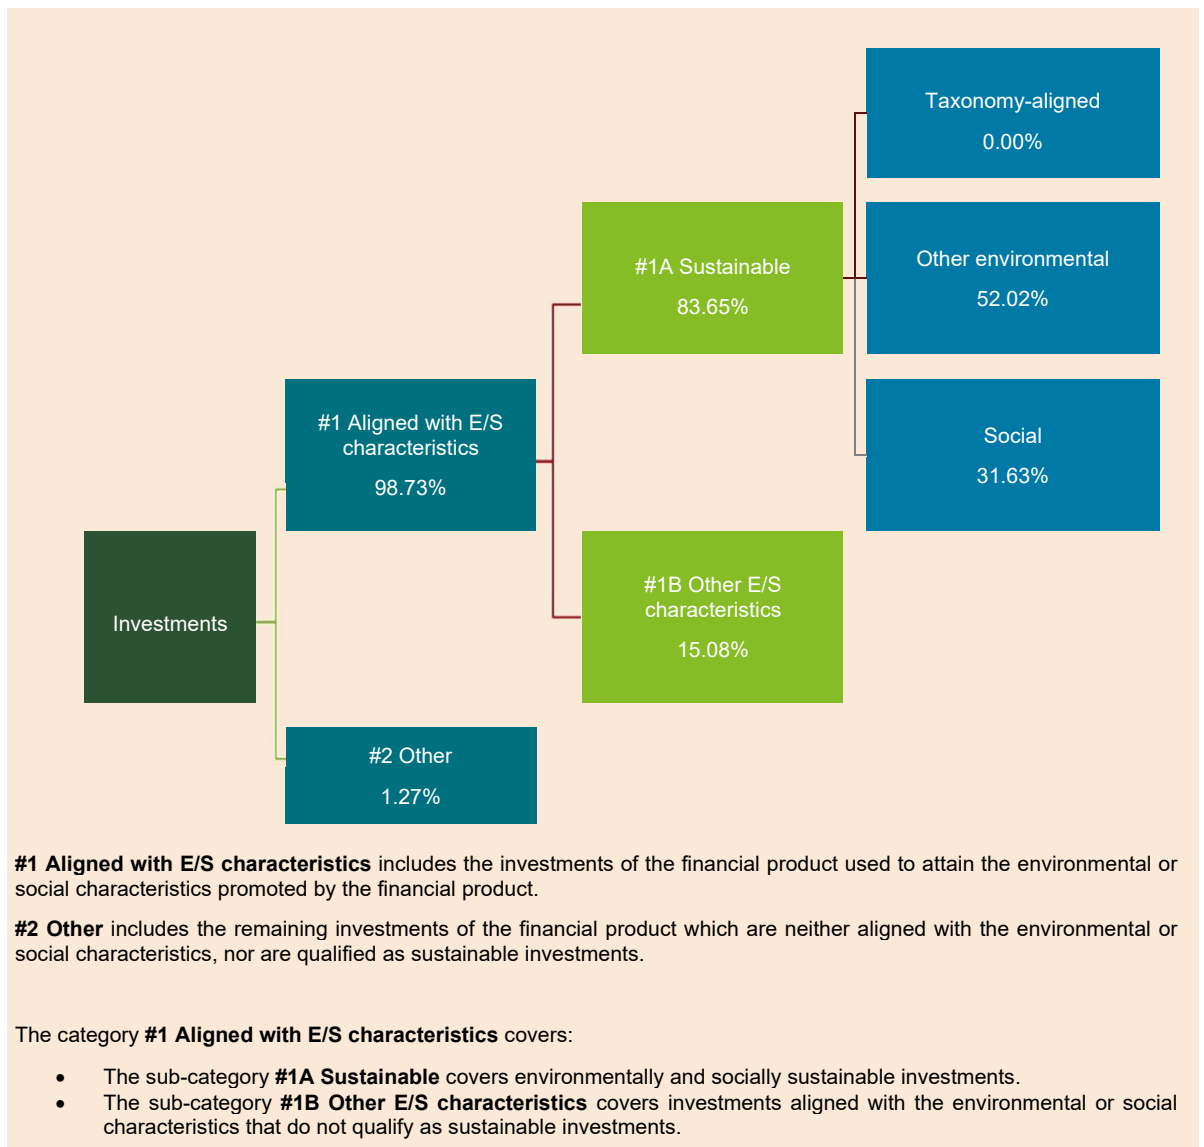 Taxonomy-aligned
0.00%
#1A Sustainable
83.65%
Other environmental
52.02%
#1 Aligned with E/S
characteristics
98.73%
Social
31.63%
Investments
#1B Other E/S
characteristics
15.08%
#2 Other
1.27%
#1 Aligned with E/S characteristics includes the investments of the financial product used to attain the environmental or
social characteristics promoted by the financial product.
#2 Other includes the remaining investments of the financial product which are neither aligned with the environmental or
social characteristics, nor are qualified as sustainable investments.
The category #1 Aligned with E/S characteristics covers:
• The sub-category #1A Sustainable covers environmentally and socially sustainable investments.
• The sub-category #1B Other E/S characteristics covers investments aligned with the environmental or social
characteristics that do not qualify as sustainable investments.